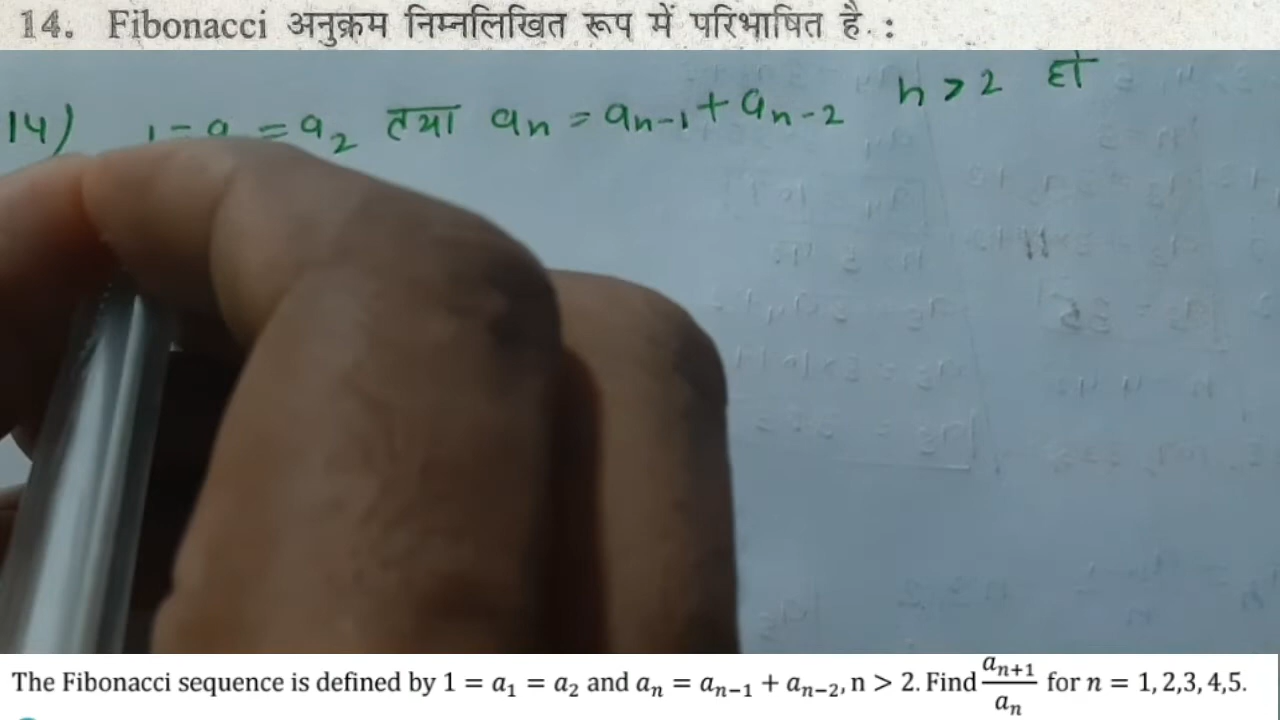 14. Fibonacci अनुक्रम निम्नलिखित रूप में परिभाषित है. :
14) 1 = a = a₂ तथा aₙ = aₙ₋₁ + aₙ₋₂ n > 2 हो
The Fibonacci sequence is defined by 1 = a₁ = a₂ and aₙ = aₙ₋₁ + aₙ₋₂, n > 2. Find aₙ₊₁/aₙ for n = 1, 2,3, 4,5.